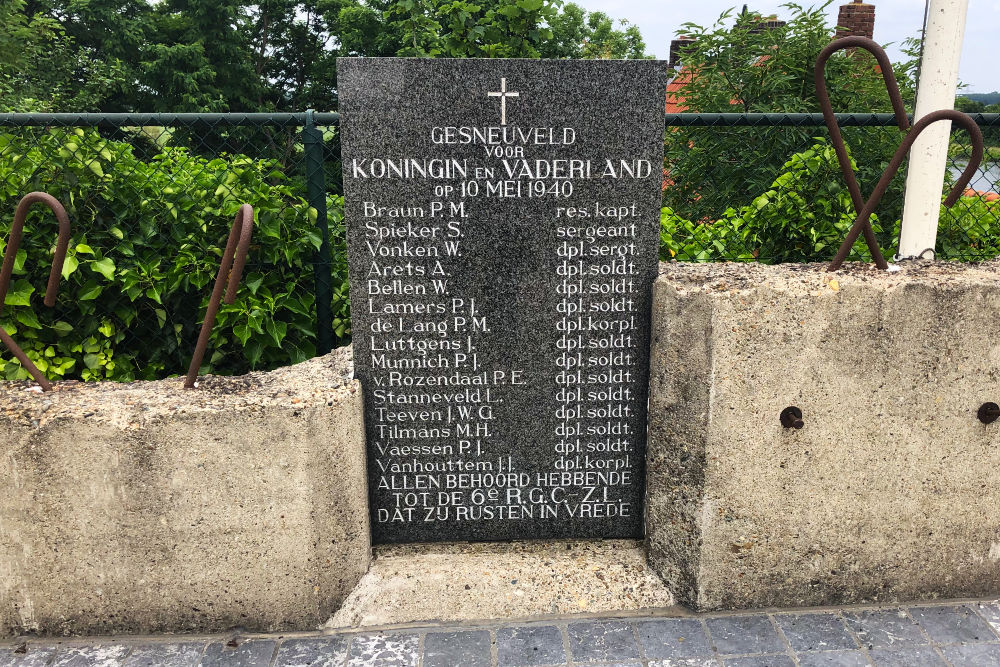 GESNEUVELD
VOOR
KONINGIN EN VADERLAND
OP 10 MEI 1940
Braun P. M. res. kapt.
Spieker S. sergeant
Vonken W. dpl. sergt.
Arets A. dpl. soldt.
Bellen W. dpl. soldt.
Lamers P. J. dpl. soldt.
de Lang P. M. dpl. korpl.
Luttgens J. dpl. soldt.
Munnich P. J. dpl. soldt.
v. Rozendaal P. E. dpl. soldt.
Stanneveld L. dpl. soldt.
Teeven J. W. G. dpl. soldt.
Tilmans M. H. dpl. soldt.
Vaessen P. J. dpl. soldt.
Vanhouttem J. J. dpl. korpl.
ALLEN BEHOORD HEBBENDE
TOT DE 6e R.G.C.-Z.L.
DAT ZIJ RUSTEN IN VREDE